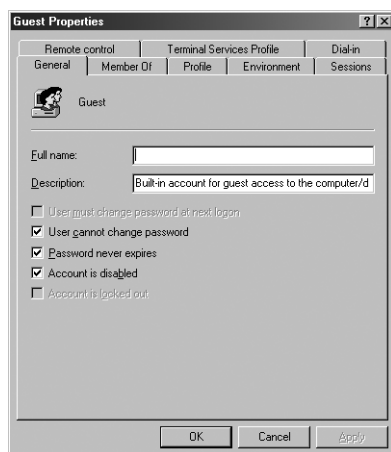 Guest Properties
Remote control Terminal Services Profile Dial-in
General Member Of Profile Environment Sessions
Guest
Full name:
Description: Built-in account for guest access to the computer/d
User must change password at next logon
User cannot change password
Password never expires
Account is disabled
Account is locked out
OK Cancel Apply